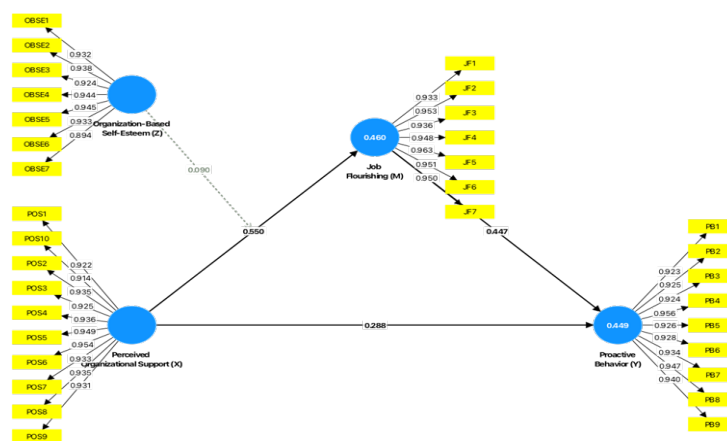 OBSE1
OBSE2
OBSE3
OBSE4
OBSE5
OBSE6
OBSE7
0.932
0.938
0.924
0.944
0.945
0.933
0.894
Organization-Based
Self-Esteem (Z)
0.090
JF1
JF2
JF3
JF4
JF5
JF6
JF7
0.933
0.953
0.936
0.948
0.963
0.951
0.950
0.460
Job
Flourishing (M)
0.550
0.447
POS1
POS10
POS2
POS3
POS4
POS5
POS6
POS7
POS8
POS9
0.922
0.914
0.935
0.925
0.936
0.949
0.954
0.933
0.935
0.931
Perceived
Organizational Support (X)
0.288
0.449
Proactive
Behavior (Y)
0.923
0.925
0.924
0.956
0.926
0.928
0.934
0.947
0.940
PB1
PB2
PB3
PB4
PB5
PB6
PB7
PB8
PB9